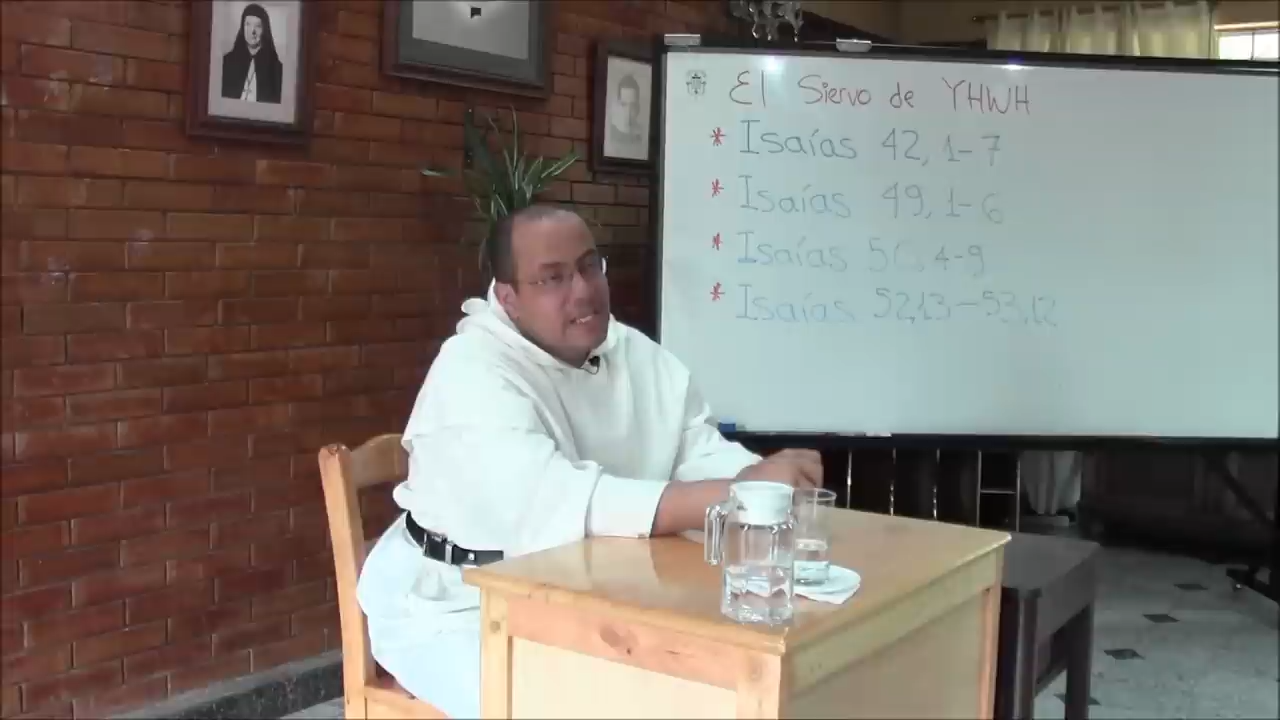 El Siervo de YHWH
* Isaías 42, 1-7
* Isaías 49, 1-6
* Isaías 50, 4-9
* Isaías 52,13-53,12